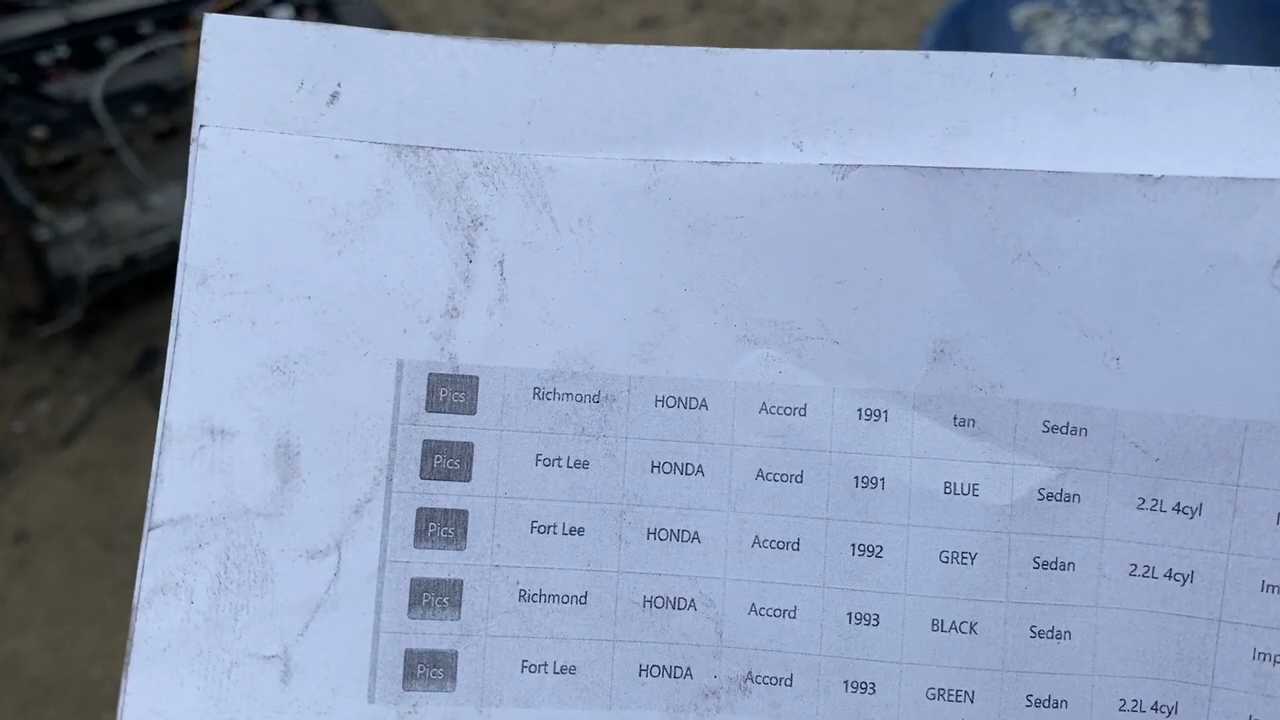 Pics Richmond HONDA Accord 1991 tan Sedan
Pics Fort Lee HONDA Accord 1991 BLUE Sedan 2.2L 4cyl
Pics Fort Lee HONDA Accord 1992 GREY Sedan 2.2L 4cyl Im
Pics Richmond HONDA Accord 1993 BLACK Sedan Imp
Pics Fort Lee HONDA Accord 1993 GREEN Sedan 2.2L 4cyl